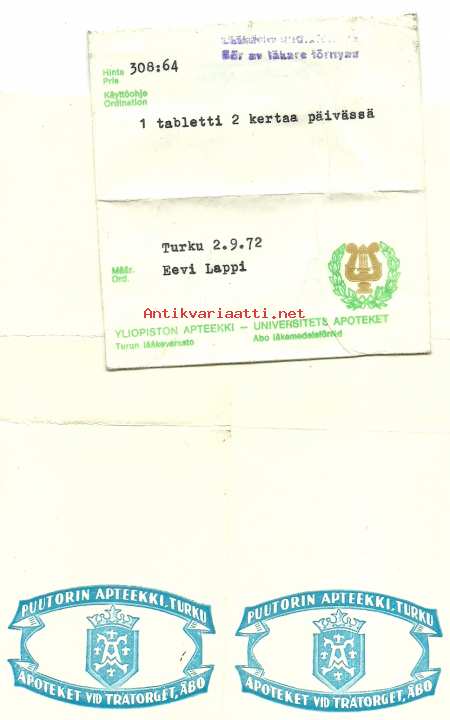 av läkare
Hinta
Pris
308:64
Käyttöohje
Ordination
1 tabletti 2 kertaa päivässä
Turku 2.9.72
Määr.
Ord.
Eevi Lappi
Antikvariaatti.net
YLIOPISTON APTEEKKI – UNIVERSITETS APOTEKET
Turun lääkevarasto
Åbo läkemedelsförråd
PUUTORIN APTEEKKI, TURKU
APOTEKET VID TRÄTORGET, ÅBO
PUUTORIN APTEEKKI, TURKU
APOTEKET VID TRÄTORGET, ÅBO